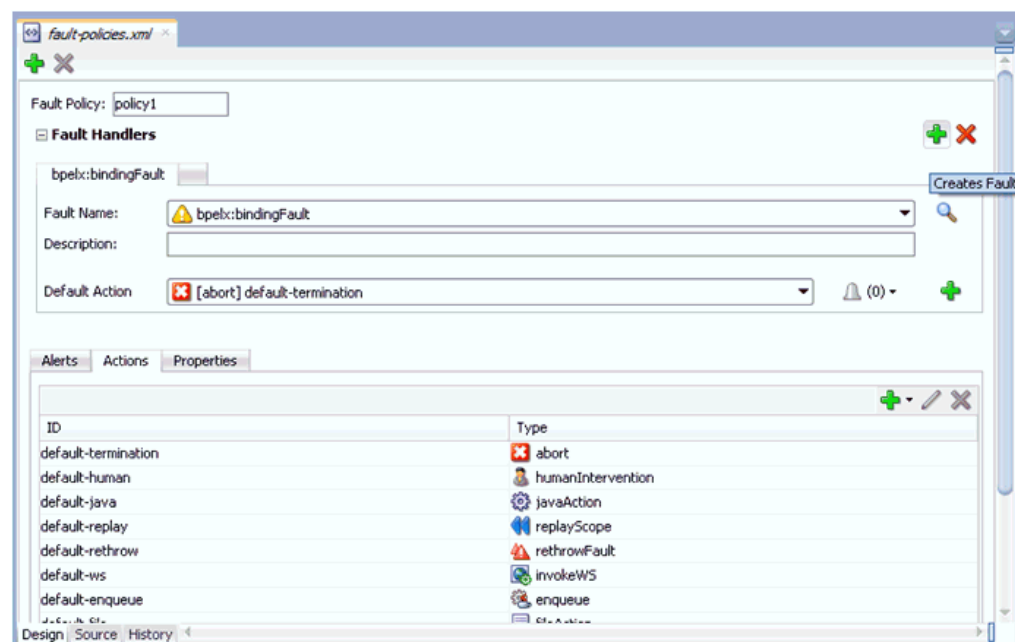 fault-policies.xml
Fault Policy: policy1
Fault Handlers
bpelx:bindingFault
Creates Fault
Fault Name: bpelx:bindingFault
Description:
Default Action [abort] default-termination (0)
Alerts Actions Properties
ID Type
default-termination abort
default-human humanIntervention
default-java javaAction
default-replay replayScope
default-rethrow rethrowFault
default-ws invokeWS
default-enqueue enqueue
Design Source History